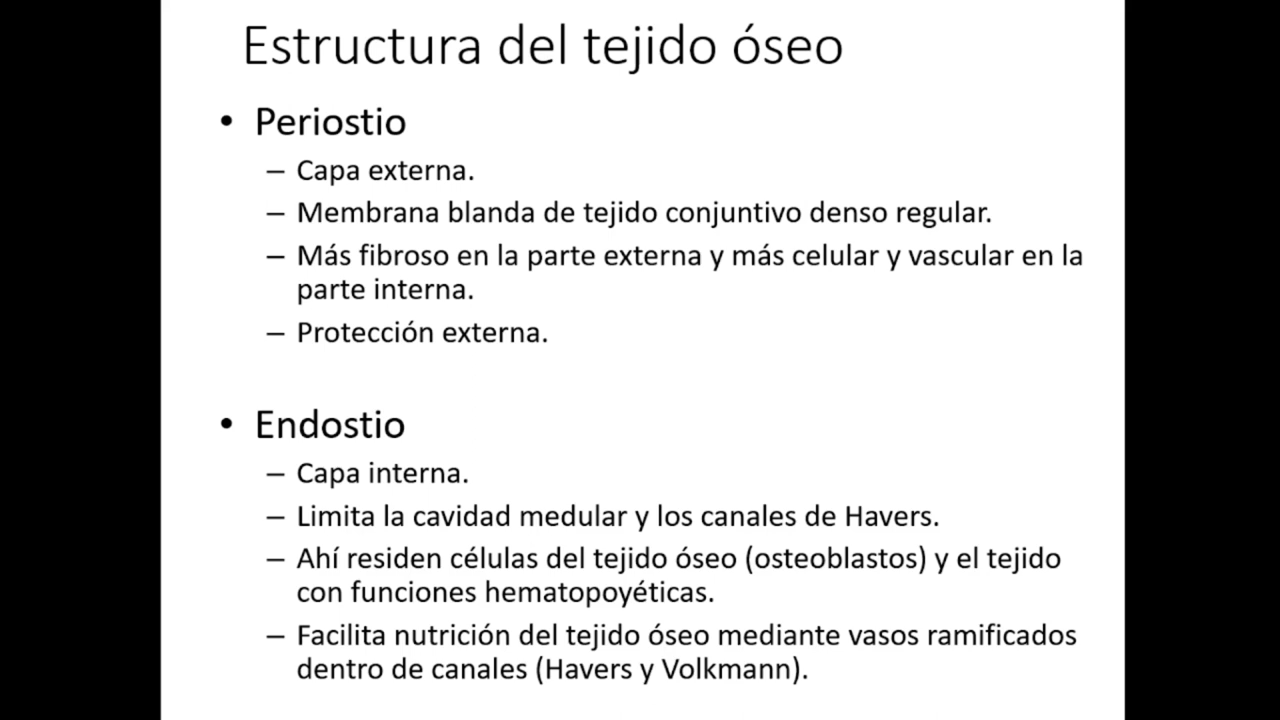 Estructura del tejido óseo
• Periostio
– Capa externa.
– Membrana blanda de tejido conjuntivo denso regular.
– Más fibroso en la parte externa y más celular y vascular en la
parte interna.
– Protección externa.
• Endostio
– Capa interna.
– Limita la cavidad medular y los canales de Havers.
– Ahí residen células del tejido óseo (osteoblastos) y el tejido
con funciones hematopoyéticas.
– Facilita nutrición del tejido óseo mediante vasos ramificados
dentro de canales (Havers y Volkmann).